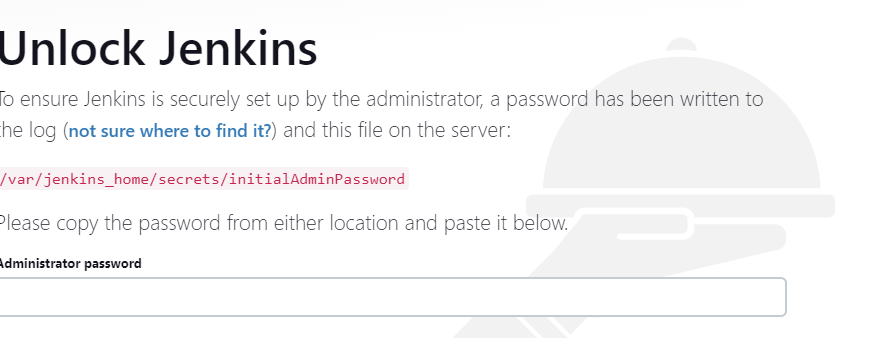 Unlock Jenkins
To ensure Jenkins is securely set up by the administrator, a password has been written to
the log (not sure where to find it?) and this file on the server:
/var/jenkins_home/secrets/initialAdminPassword
Please copy the password from either location and paste it below.
Administrator password